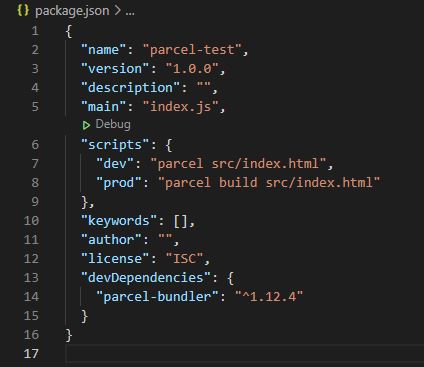 {} package.json > ...
1 {
2   "name": "parcel-test",
3   "version": "1.0.0",
4   "description": "",
5   "main": "index.js",
▷ Debug
6   "scripts": {
7     "dev": "parcel src/index.html",
8     "prod": "parcel build src/index.html"
9   },
10   "keywords": [],
11   "author": "",
12   "license": "ISC",
13   "devDependencies": {
14     "parcel-bundler": "^1.12.4"
15   }
16 }
17